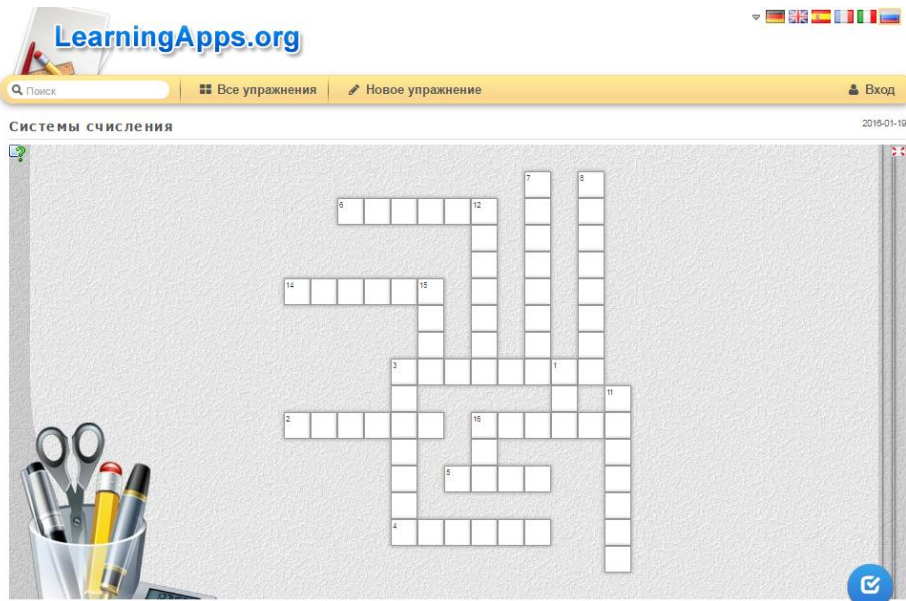 LearningApps.org
Поиск
Все упражнения
Новое упражнение
Вход
Системы счисления
2016-01-19
7 8
6 12
14 15
3 1
11
2 16
5
4